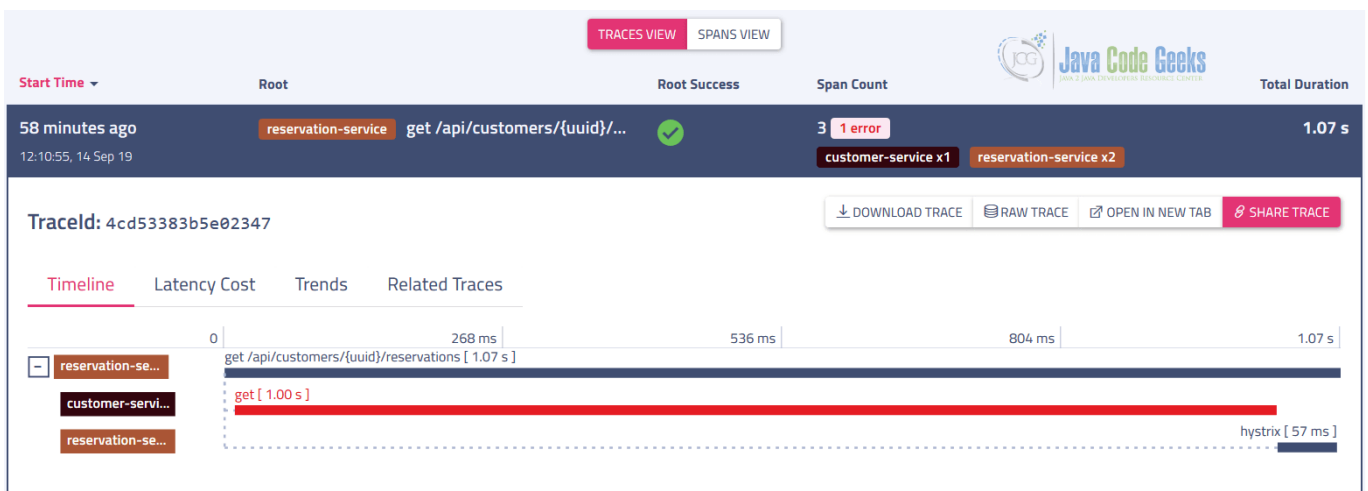 TRACES VIEW SPANS VIEW
JCG Java Code Geeks
JAVA 2 JAVA DEVELOPERS RESOURCE CENTER
Start Time Root Root Success Span Count Total Duration
58 minutes ago reservation-service get /api/customers/{uuid}/... 3 1 error 1.07 s
12:10:55, 14 Sep 19 customer-service x1 reservation-service x2
TraceId: 4cd53383b5e02347 DOWNLOAD TRACE RAW TRACE OPEN IN NEW TAB SHARE TRACE
Timeline Latency Cost Trends Related Traces
0 268 ms 536 ms 804 ms 1.07 s
get /api/customers/{uuid}/reservations [ 1.07 s ]
reservation-se...
get [ 1.00 s ]
customer-servi...
hystrix [ 57 ms ]
reservation-se...